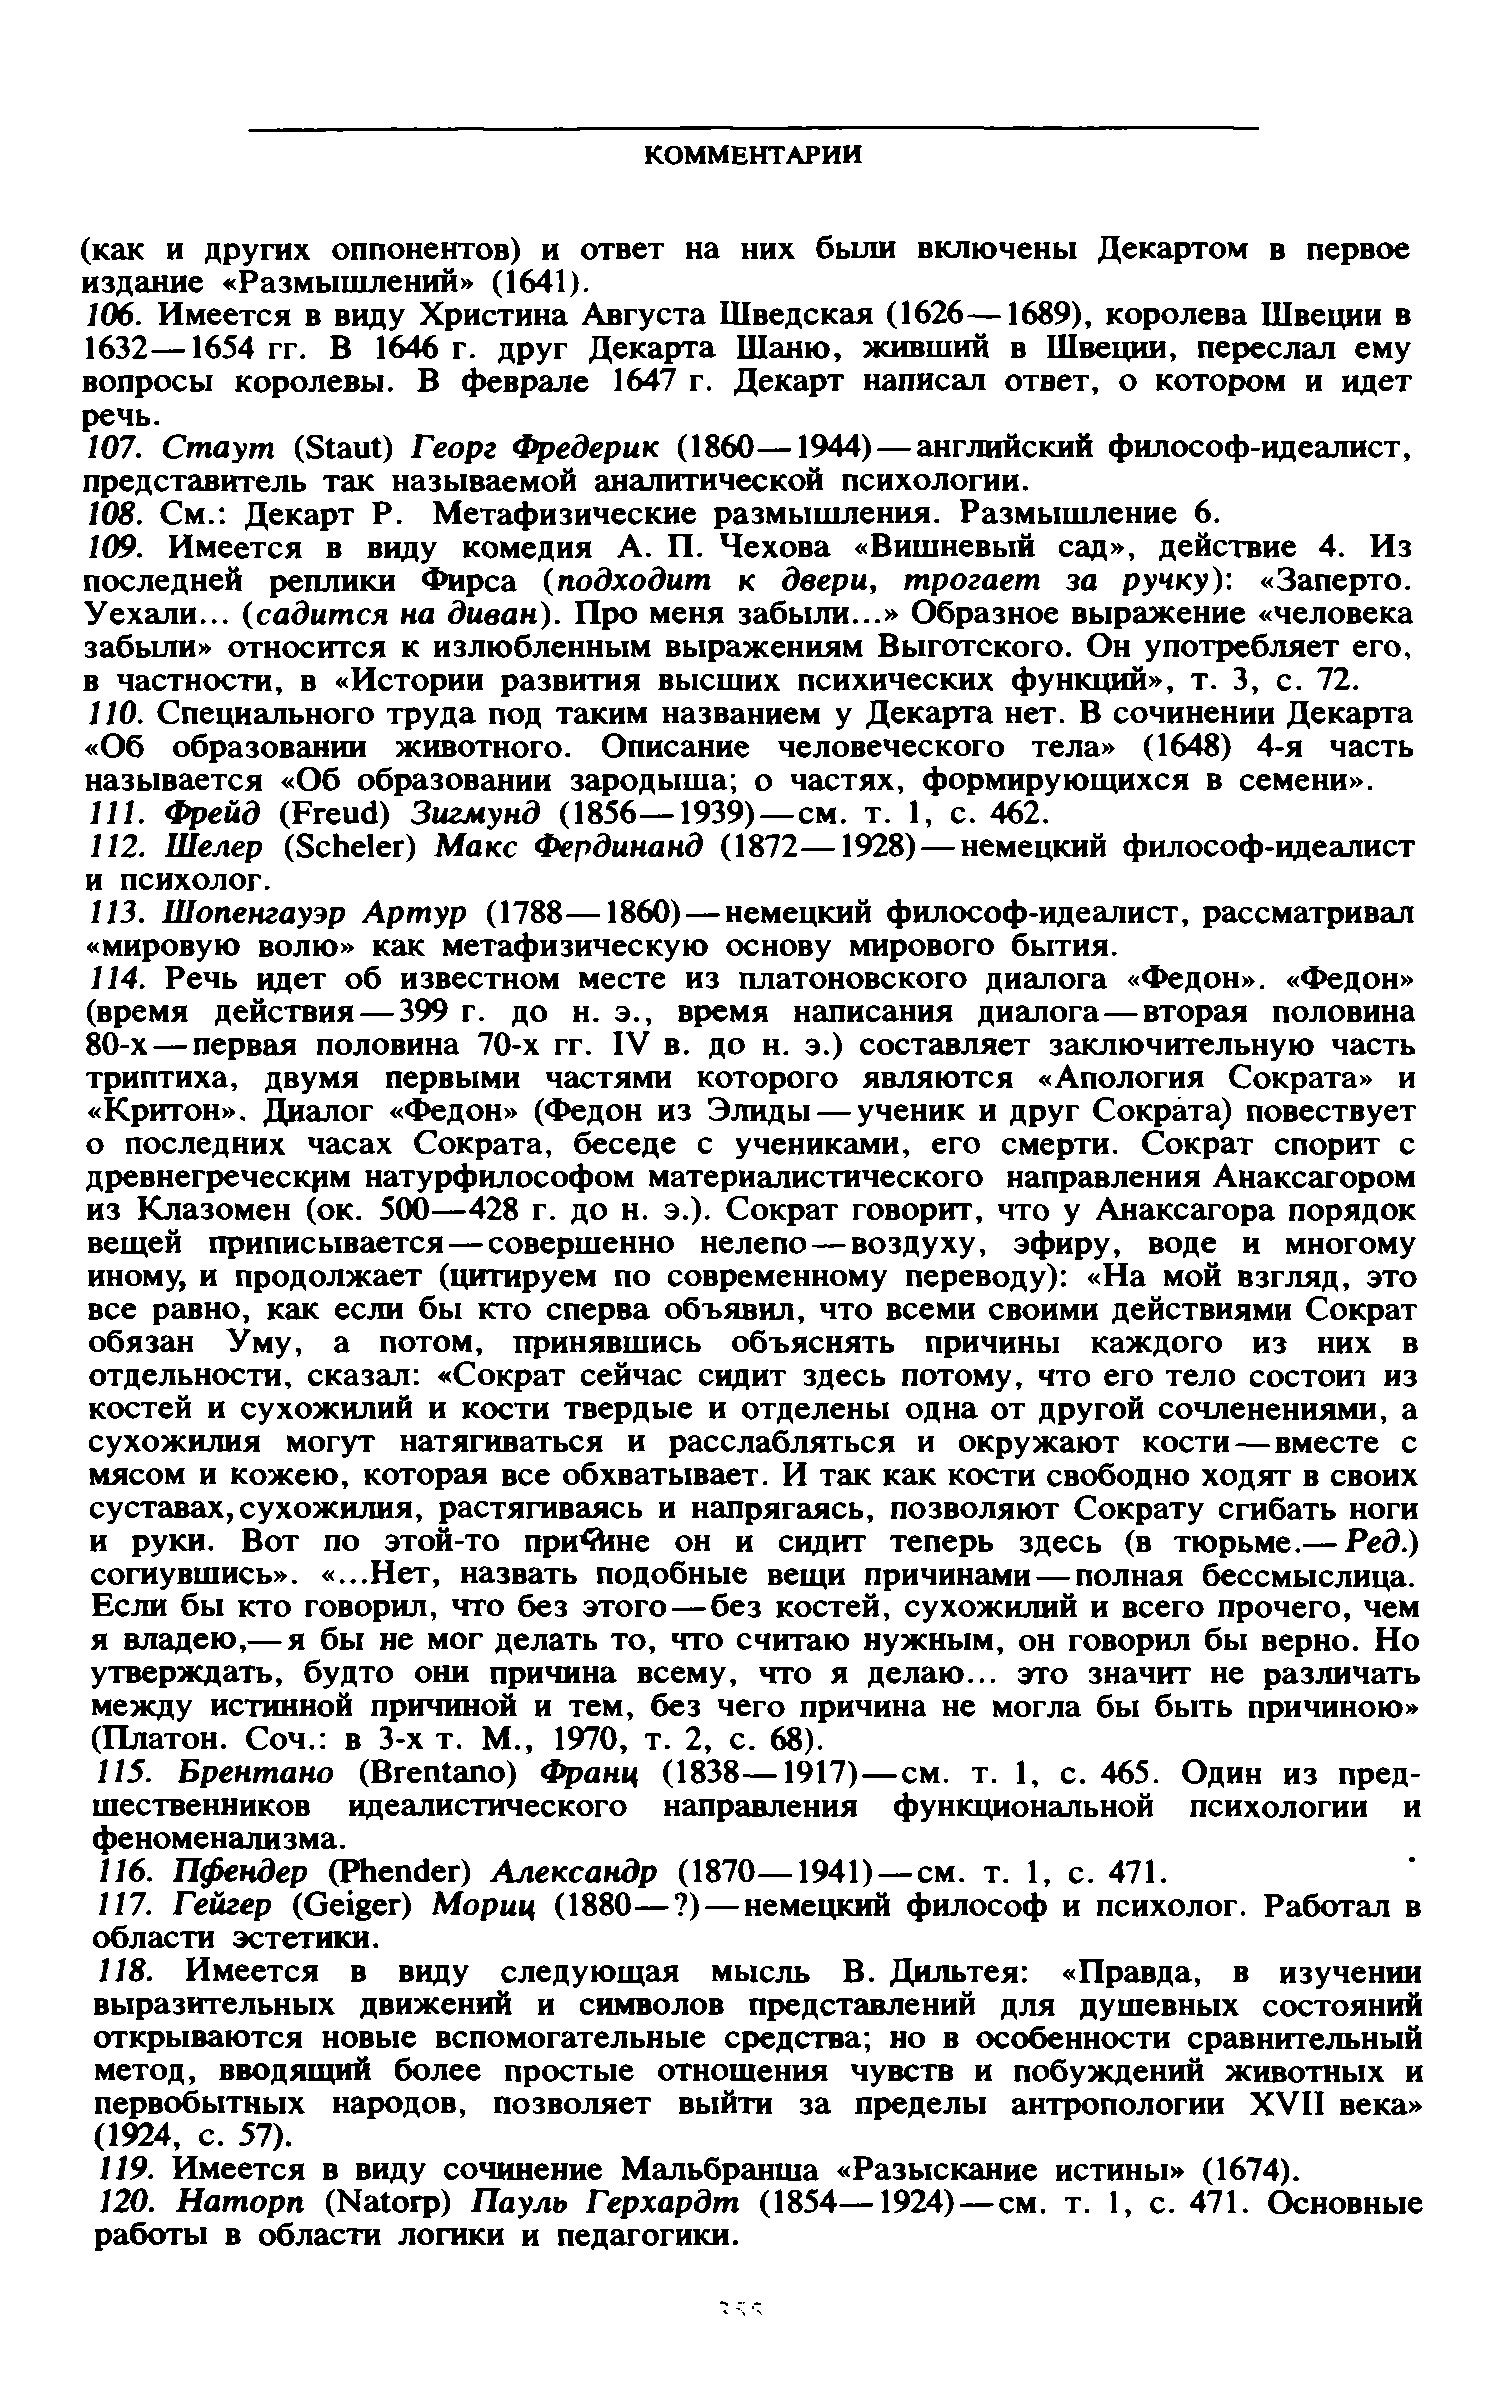 КОММЕНТАРИИ
(как и других оппонентов) и ответ на них были включены Декартом в первое
издание «Размышлений» (1641).
106. Имеется в виду Христина Августа Шведская (1626—1689), королева Швеции в
1632—1654 гг. В 1646 г. друг Декарта Шаню, живший в Швеции, переслал ему
вопросы королевы. В феврале 1647 г. Декарт написал ответ, о котором и идет
речь.
107. Стаут (Staut) Георг Фредерик (1860—1944)—английский философ-идеалист,
представитель так называемой аналитической психологии.
108. См.: Декарт Р. Метафизические размышления. Размышление 6.
109. Имеется в виду комедия А. П. Чехова «Вишневый сад», действие 4. Из
последней реплики Фирса (подходит к двери, трогает за ручку): «Заперто.
Уехали... (садится на диван). Про меня забыли...» Образное выражение «человека
забыли» относится к излюбленным выражениям Выготского. Он употребляет его,
в частности, в «Истории развития высших психических функций», т. 3, с. 72.
110. Специального труда под таким названием у Декарта нет. В сочинении Декарта
«Об образовании животного. Описание человеческого тела» (1648) 4-я часть
называется «Об образовании зародыша; о частях, формирующихся в семени».
111. Фрейд (Freud) Зигмунд (1856—1939)—см. т. 1, с. 462.
112. Шелер (Scheler) Макс Фердинанд (1872—1928)—немецкий философ-идеалист
и психолог.
113. Шопенгауэр Артур (1788—1860)—немецкий философ-идеалист, рассматривал
«мировую волю» как метафизическую основу мирового бытия.
114. Речь идет об известном месте из платоновского диалога «Федон». «Федон»
(время действия—399 г. до н. э., время написания диалога—вторая половина
80-х—первая половина 70-х гг. IV в. до н. э.) составляет заключительную часть
триптиха, двумя первыми частями которого являются «Апология Сократа» и
«Критон». Диалог «Федон» (Федон из Элиды—ученик и друг Сократа) повествует
о последних часах Сократа, беседе с учениками, его смерти. Сократ спорит с
древнегреческим натурфилософом материалистического направления Анаксагором
из Клазомен (ок. 500—428 г. до н. э.). Сократ говорит, что у Анаксагора порядок
вещей приписывается—совершенно нелепо—воздуху, эфиру, воде и многому
иному, и продолжает (цитируем по современному переводу): «На мой взгляд, это
все равно, как если бы кто сперва объявил, что всеми своими действиями Сократ
обязан Уму, а потом, принявшись объяснять причины каждого из них в
отдельности, сказал: «Сократ сейчас сидит здесь потому, что его тело состоит из
костей и сухожилий и кости твердые и отделены одна от другой сочленениями, а
сухожилия могут натягиваться и расслабляться и окружают кости—вместе с
мясом и кожею, которая все обхватывает. И так как кости свободно ходят в своих
суставах, сухожилия, растягиваясь и напрягаясь, позволяют Сократу сгибать ноги
и руки. Вот по этой-то причине он и сидит теперь здесь (в тюрьме.—Ред.)
согнувшись». «...Нет, назвать подобные вещи причинами—полная бессмыслица.
Если бы кто говорил, что без этого—без костей, сухожилий и всего прочего, чем
я владею,—я бы не мог делать то, что считаю нужным, он говорил бы верно. Но
утверждать, будто они причина всему, что я делаю... это значит не различать
между истинной причиной и тем, без чего причина не могла бы быть причиною»
(Платон. Соч.: в 3-х т. М., 1970, т. 2, с. 68).
115. Брентано (Brentano) Франц (1838—1917)—см. т. 1, с. 465. Один из пред-
шественников идеалистического направления функциональной психологии и
феноменализма.
116. Пфендер (Phender) Александр (1870—1941)—см. т. 1, с. 471.
117. Гейгер (Geiger) Мориц (1880—?)—немецкий философ и психолог. Работал в
области эстетики.
118. Имеется в виду следующая мысль В. Дильтея: «Правда, в изучении
выразительных движений и символов представлений для душевных состояний
открываются новые вспомогательные средства; но в особенности сравнительный
метод, вводящий более простые отношения чувств и побуждений животных и
первобытных народов, позволяет выйти за пределы антропологии XVII века»
(1924, с. 57).
119. Имеется в виду сочинение Мальбранша «Разыскание истины» (1674).
120. Наторп (Natorp) Пауль Герхардт (1854—1924)—см. т. 1, с. 471. Основные
работы в области логики и педагогики.